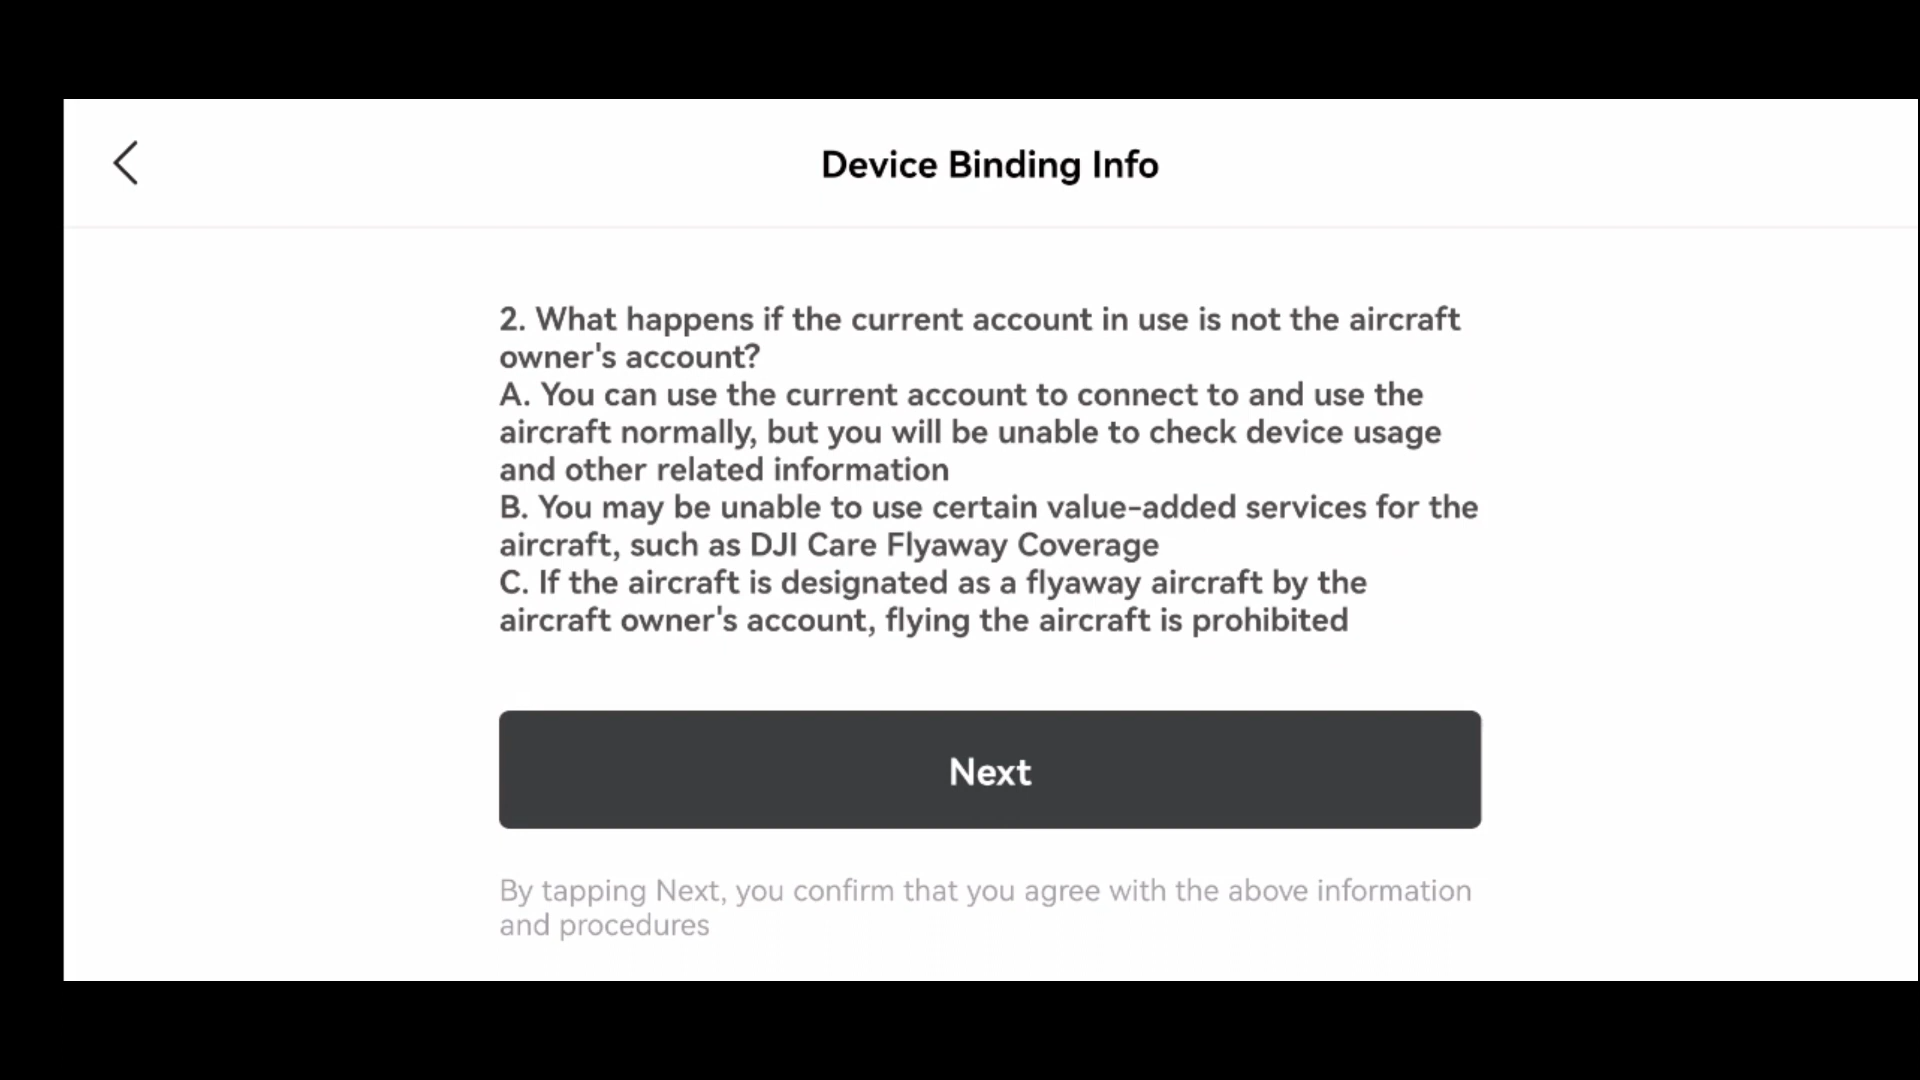 Device Binding Info
2. What happens if the current account in use is not the aircraft
owner's account?
A. You can use the current account to connect to and use the
aircraft normally, but you will be unable to check device usage
and other related information
B. You may be unable to use certain value-added services for the
aircraft, such as DJI Care Flyaway Coverage
C. If the aircraft is designated as a flyaway aircraft by the
aircraft owner's account, flying the aircraft is prohibited
Next
By tapping Next, you confirm that you agree with the above information
and procedures